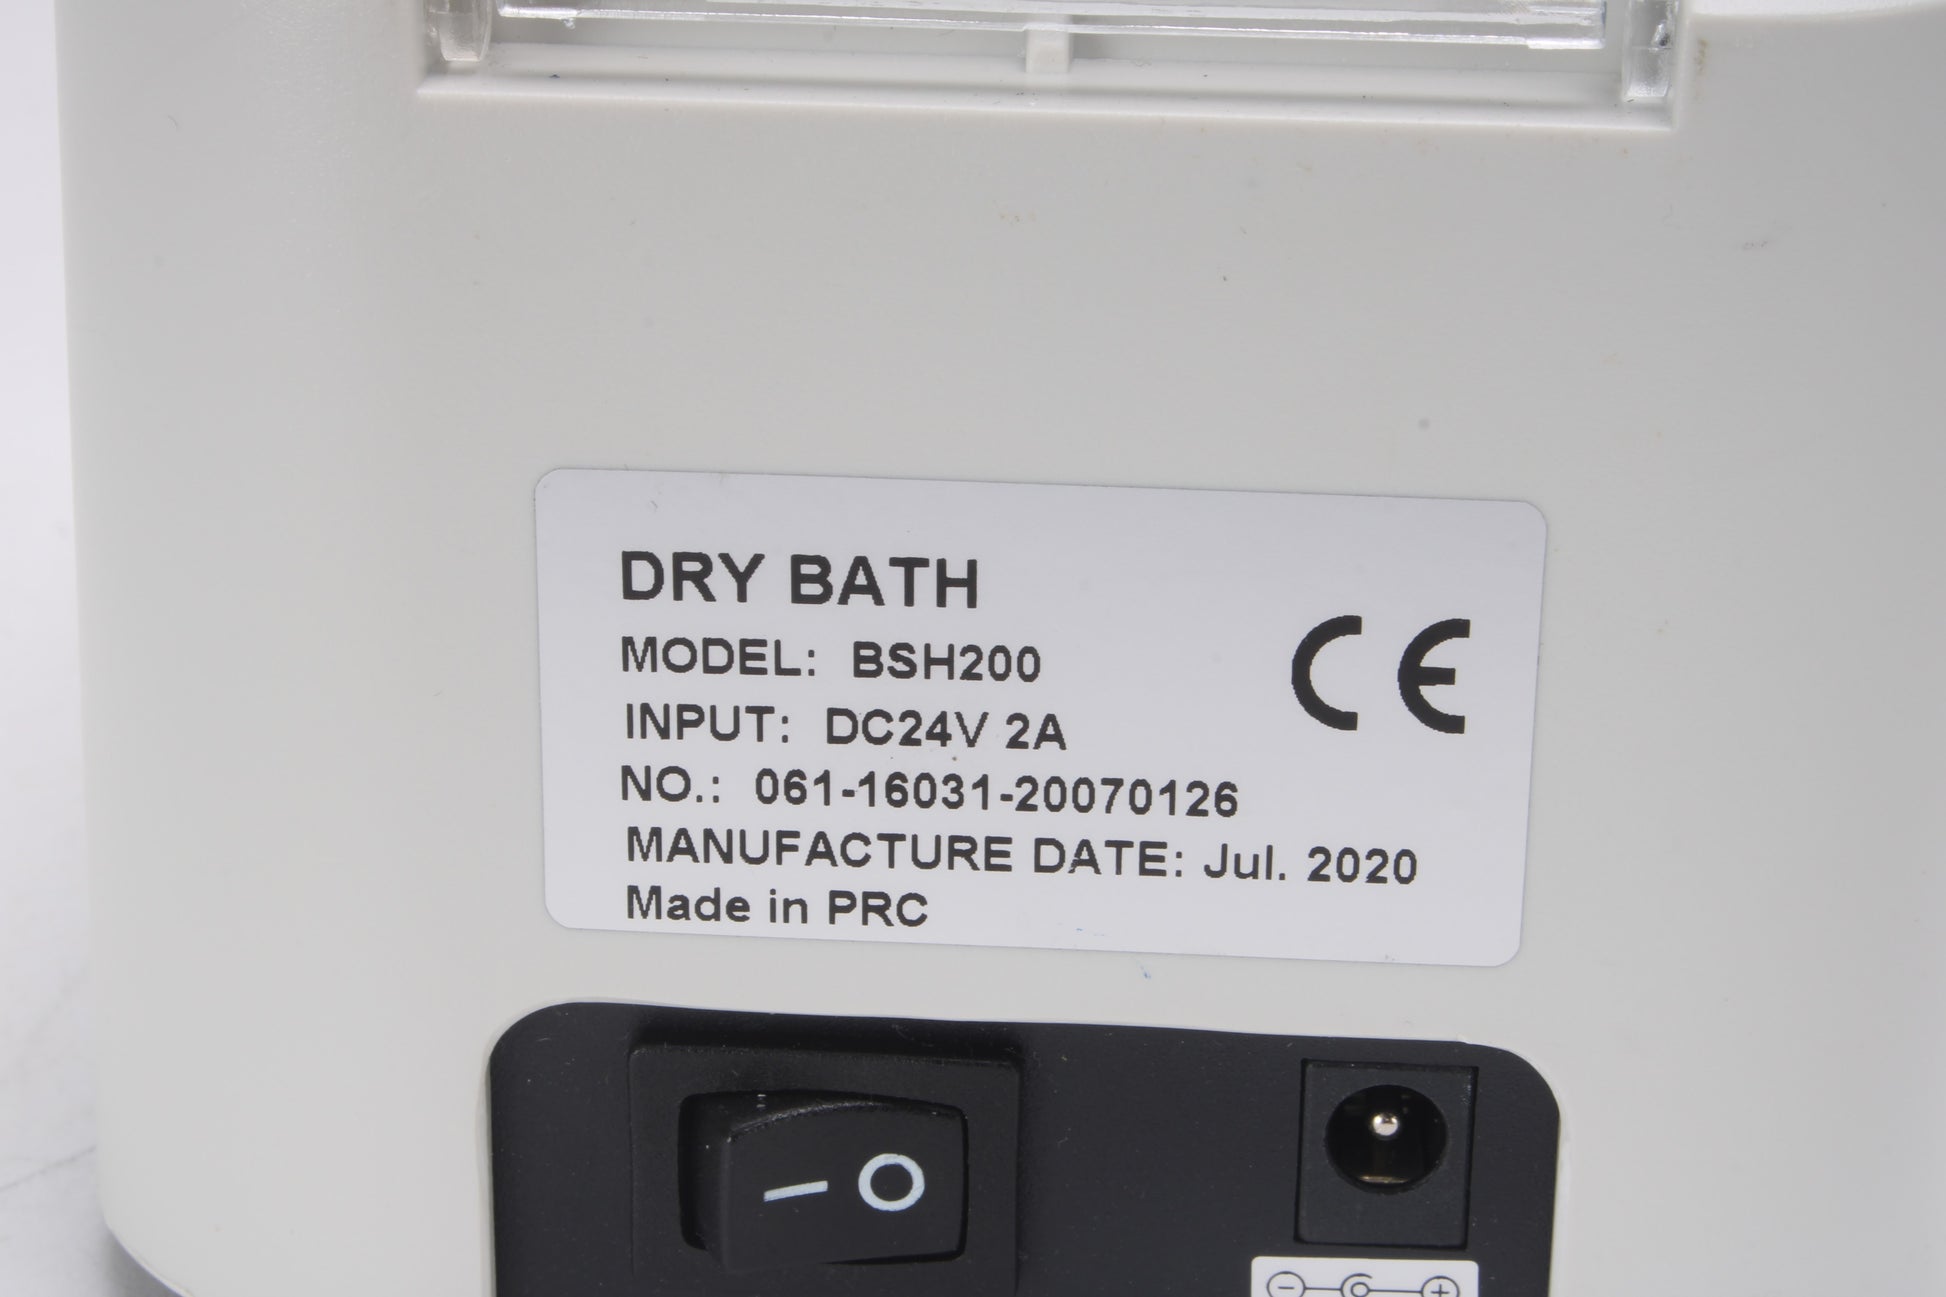 DRY BATH
MODEL: BSH200
CE
INPUT: DC24V 2A
NO.: 061-16031-20070126
MANUFACTURE DATE: Jul. 2020
Made in PRC